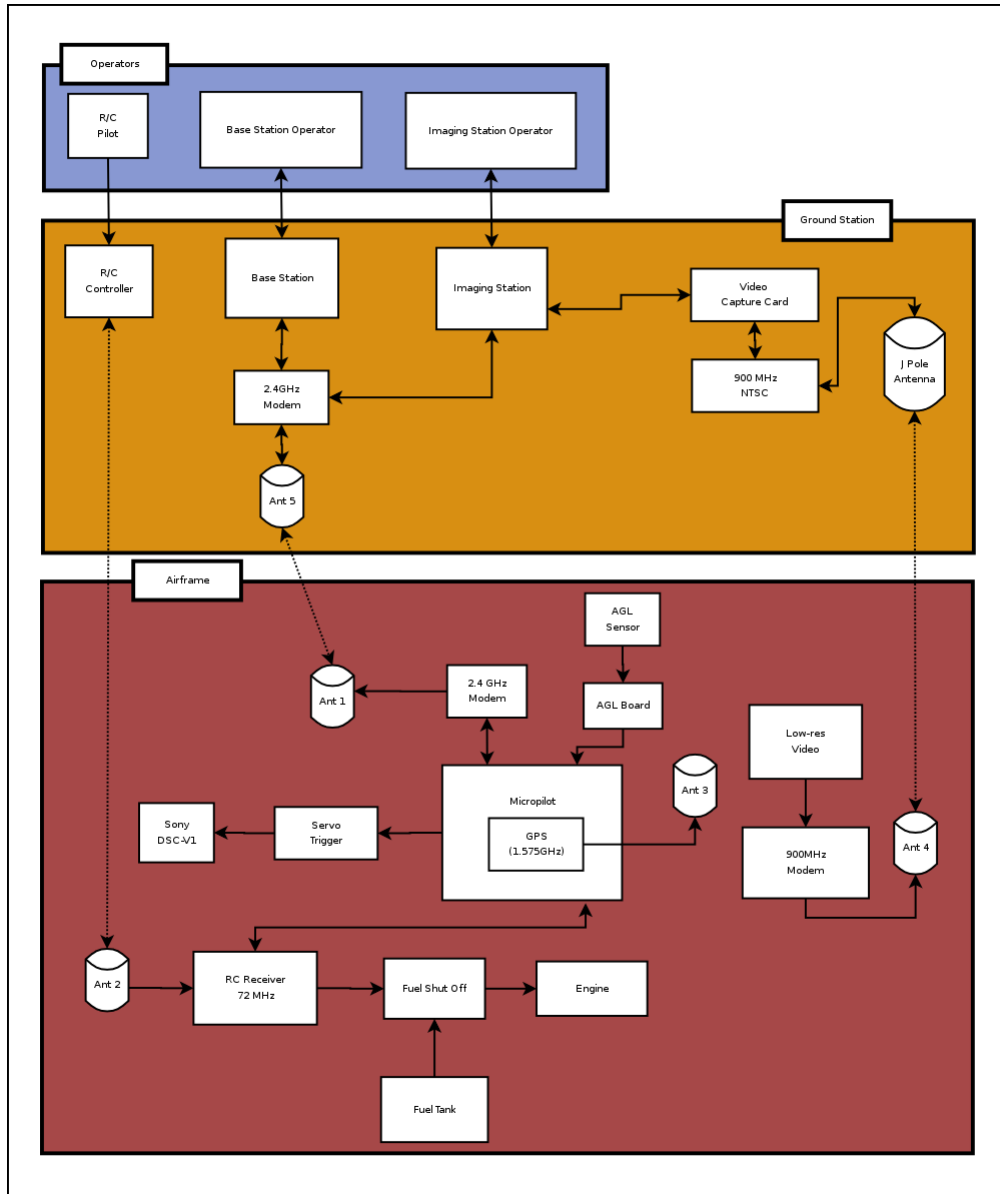 Operators
R/C
Pilot
Base Station Operator
Imaging Station Operator
Ground Station
R/C
Controller
Base Station
Imaging Station
Video
Capture Card
J Pole
Antenna
2.4GHz
Modem
900 MHz
NTSC
Ant 5
Airframe
AGL
Sensor
Ant 1
2.4 GHz
Modem
AGL Board
Low-res
Video
Ant 3
Micropilot
GPS
(1.575GHz)
Sony
DSC-V1
Servo
Trigger
900MHz
Modem
Ant 4
Ant 2
RC Receiver
72 MHz
Fuel Shut Off
Engine
Fuel Tank